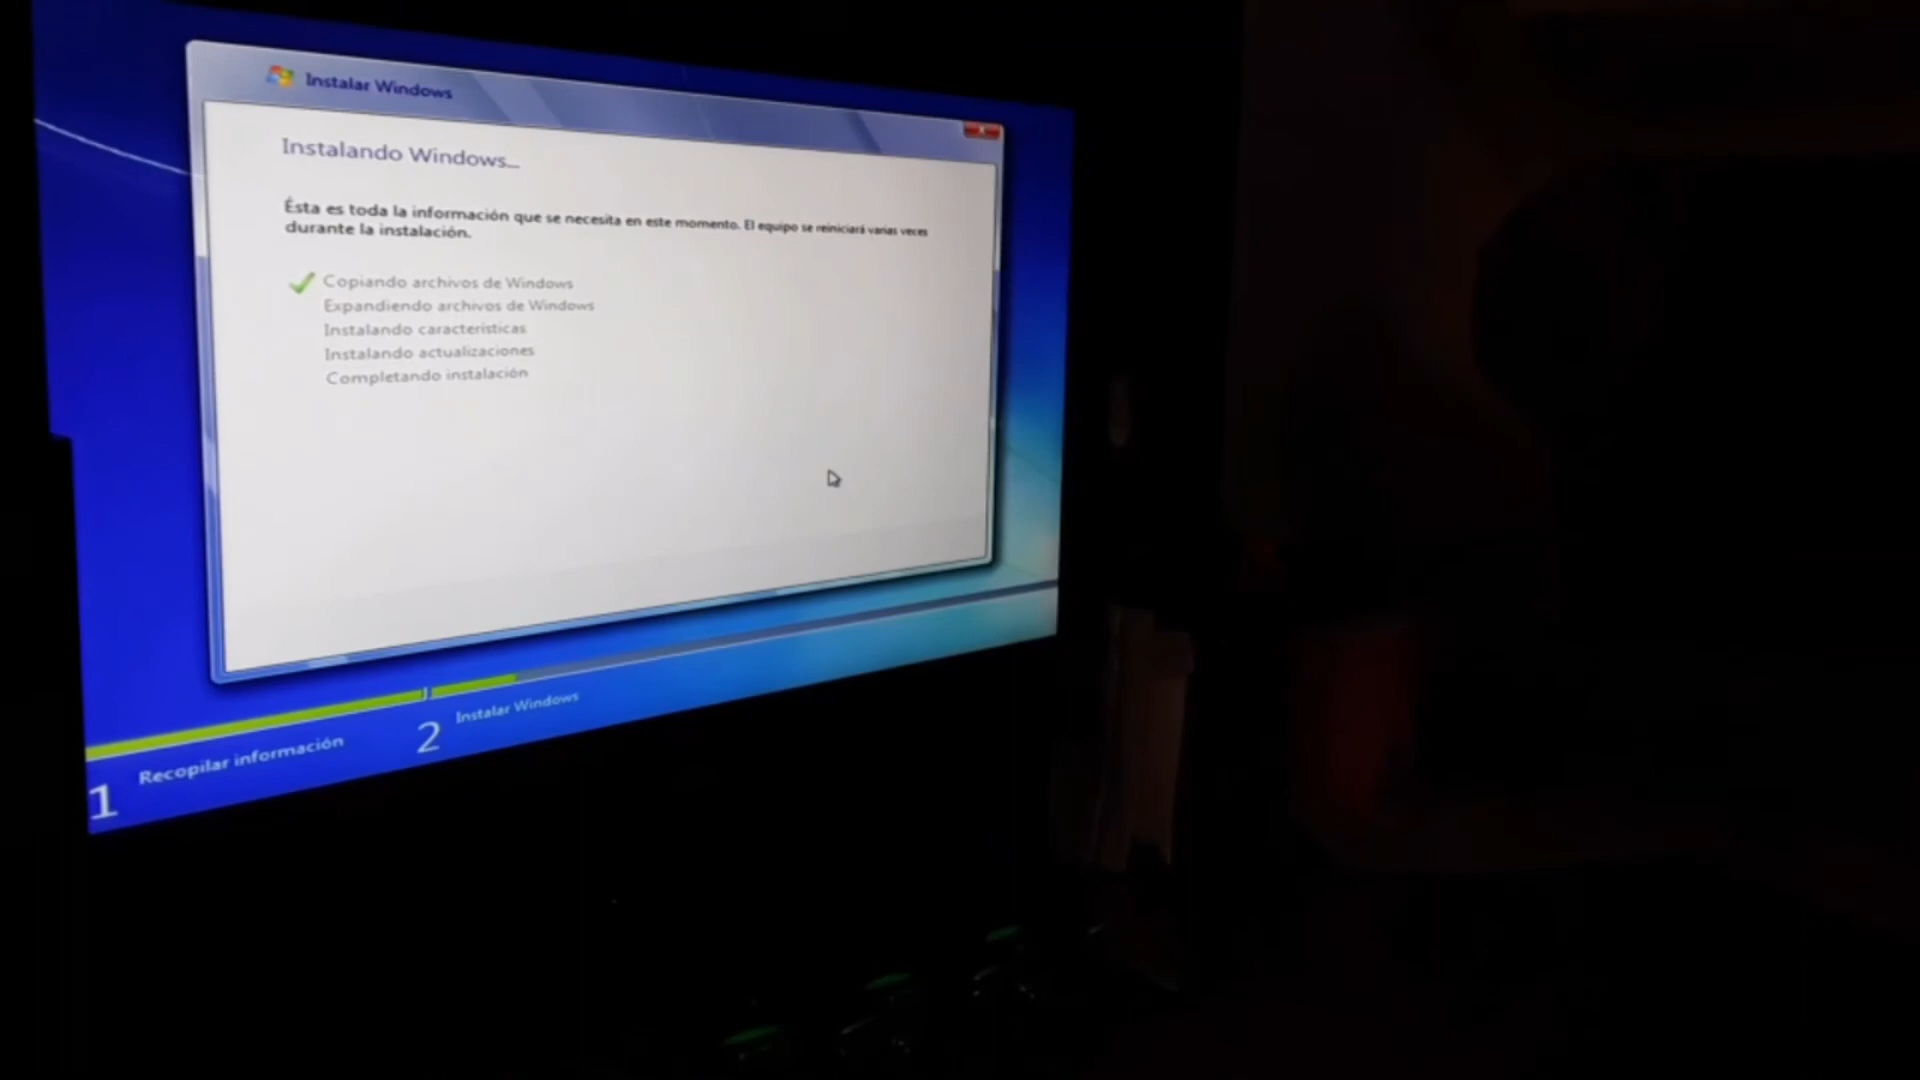 Instalar Windows
Instalando Windows...
Ésta es toda la información que se necesita en este momento. El equipo se reiniciará varias veces
durante la instalación.
Copiando archivos de Windows
Expandiendo archivos de Windows
Instalando características
Instalando actualizaciones
Completando instalación
1 Recopilar información
2 Instalar Windows